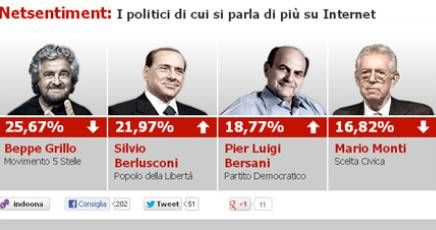 Netsentiment: I politici di cui si parla di più su Internet
25,67%
Beppe Grillo
Movimento 5 Stelle
21,97%
Silvio
Berlusconi
Popolo della Libertà
18,77%
Pier Luigi
Bersani
Partito Democratico
16,82%
Mario Monti
Scelta Civica
indoona
Consiglia 202
Tweet 51
+1 11